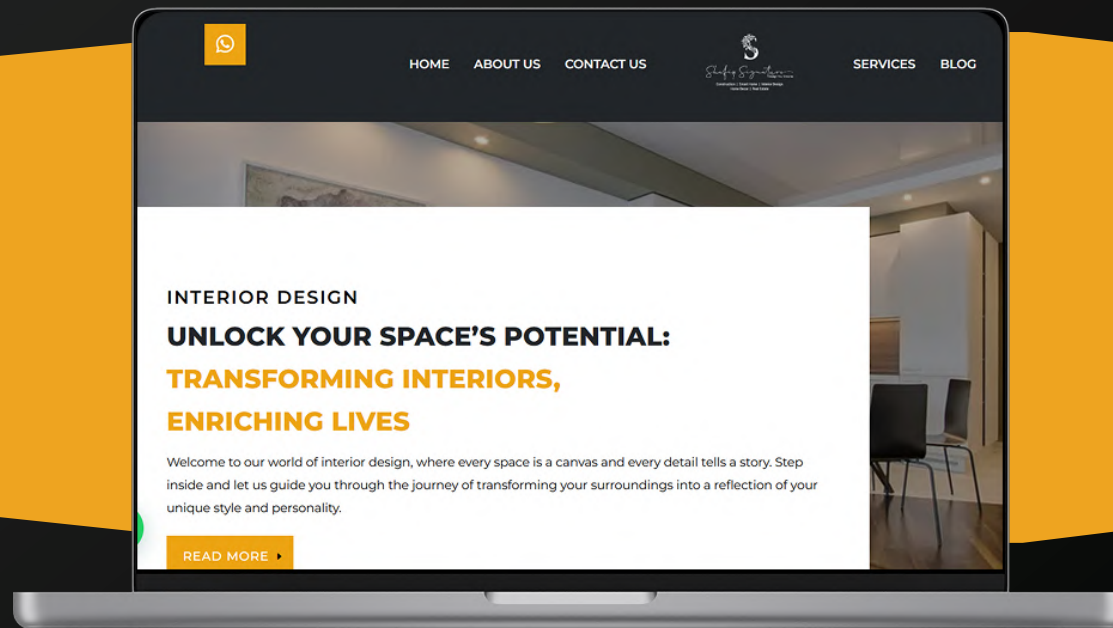 HOME
ABOUT US
CONTACT US
S
SERVICES
BLOG
INTERIOR DESIGN
UNLOCK YOUR SPACE’S POTENTIAL:
TRANSFORMING INTERIORS,
ENRICHING LIVES
Welcome to our world of interior design, where every space is a canvas and every detail tells a story. Step
inside and let us guide you through the journey of transforming your surroundings into a reflection of your
unique style and personality.
READ MORE